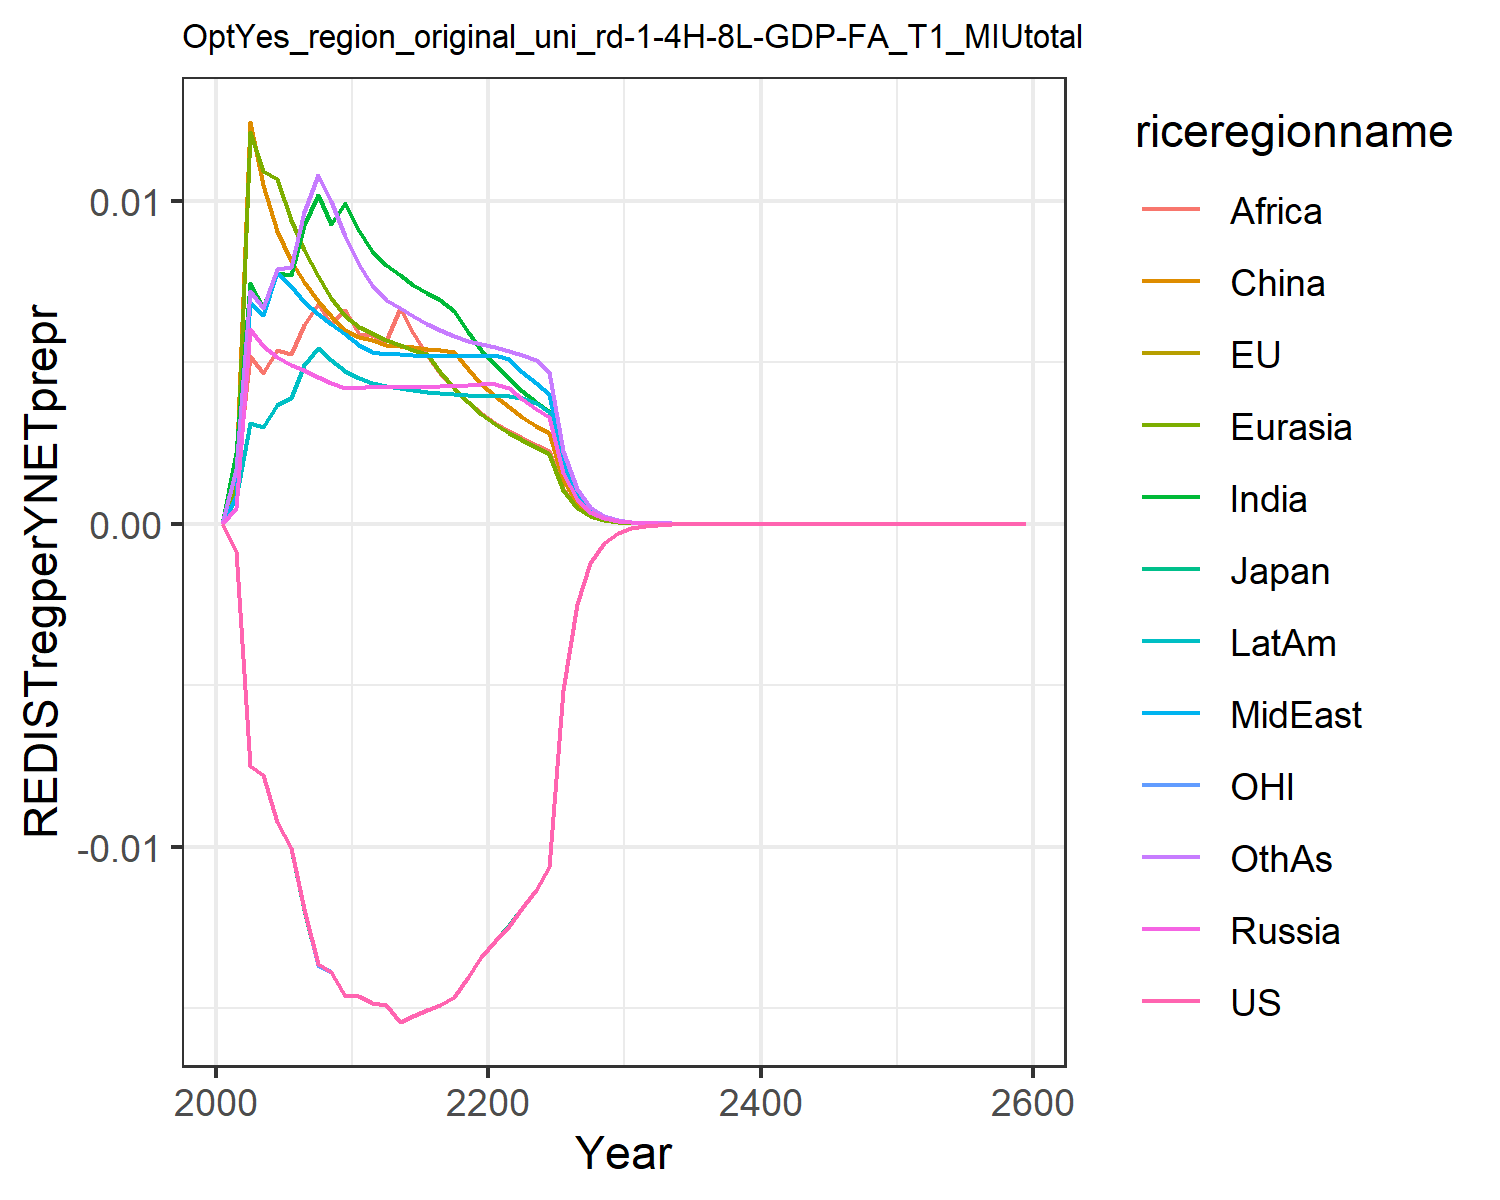 OptYes_region_original_uni_rd-1-4H-8L-GDP-FA_T1_MIUtotal
REDISTregperYNETprepr
0.01
0.00
-0.01
2000
2200
2400
2600
Year
riceregionname
Africa
China
EU
Eurasia
India
Japan
LatAm
MidEast
OHI
OthAs
Russia
US